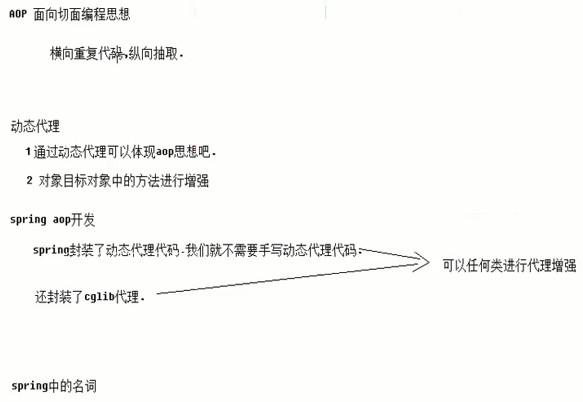 AOP 面向切面编程思想
横向重复代码,纵向抽取.
动态代理
1通过动态代理可以体现aop思想吧.
2 对象目标对象中的方法进行增强
spring aop开发
spring封装了动态代理代码.我们就不需要手写动态代理代码.
可以任何类进行代理增强
还封装了cglib代理.
spring中的名词